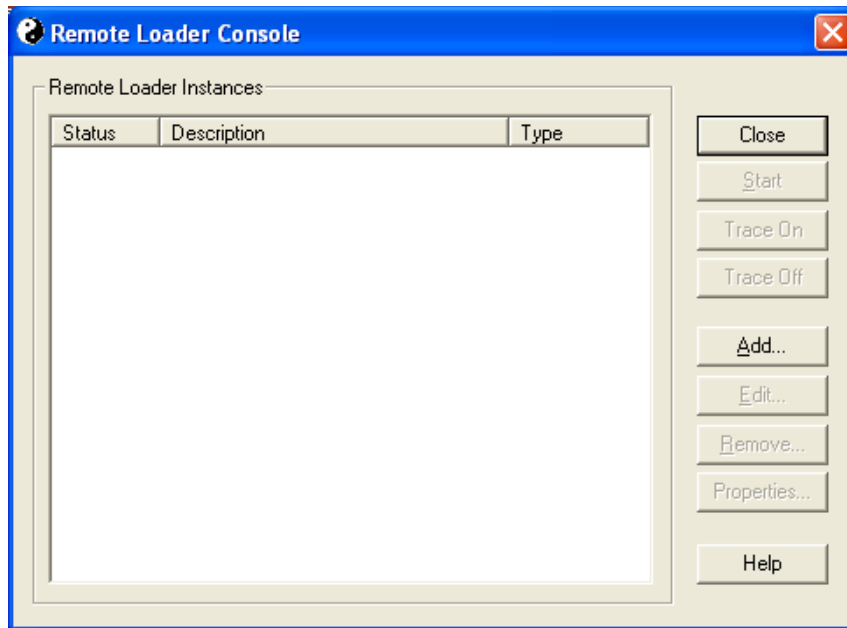 Remote Loader Console
Remote Loader Instances
Status Description Type
Close
Start
Trace On
Trace Off
Add...
Edit...
Remove...
Properties...
Help